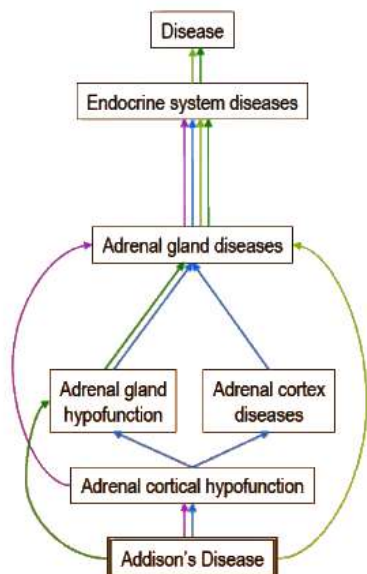 Disease
Endocrine system diseases
Adrenal gland diseases
Adrenal gland
hypofunction
Adrenal cortex
diseases
Adrenal cortical hypofunction
Addison's Disease